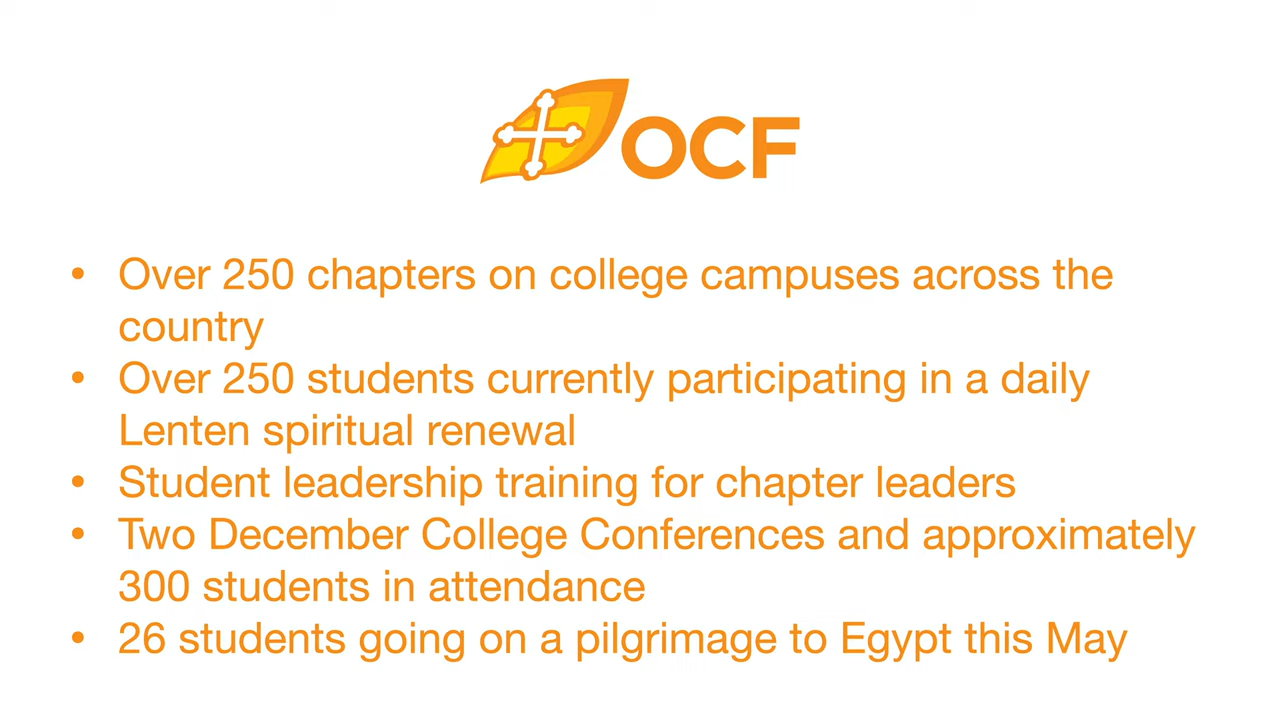 OCF
• Over 250 chapters on college campuses across the
country
• Over 250 students currently participating in a daily
Lenten spiritual renewal
• Student leadership training for chapter leaders
• Two December College Conferences and approximately
300 students in attendance
• 26 students going on a pilgrimage to Egypt this May